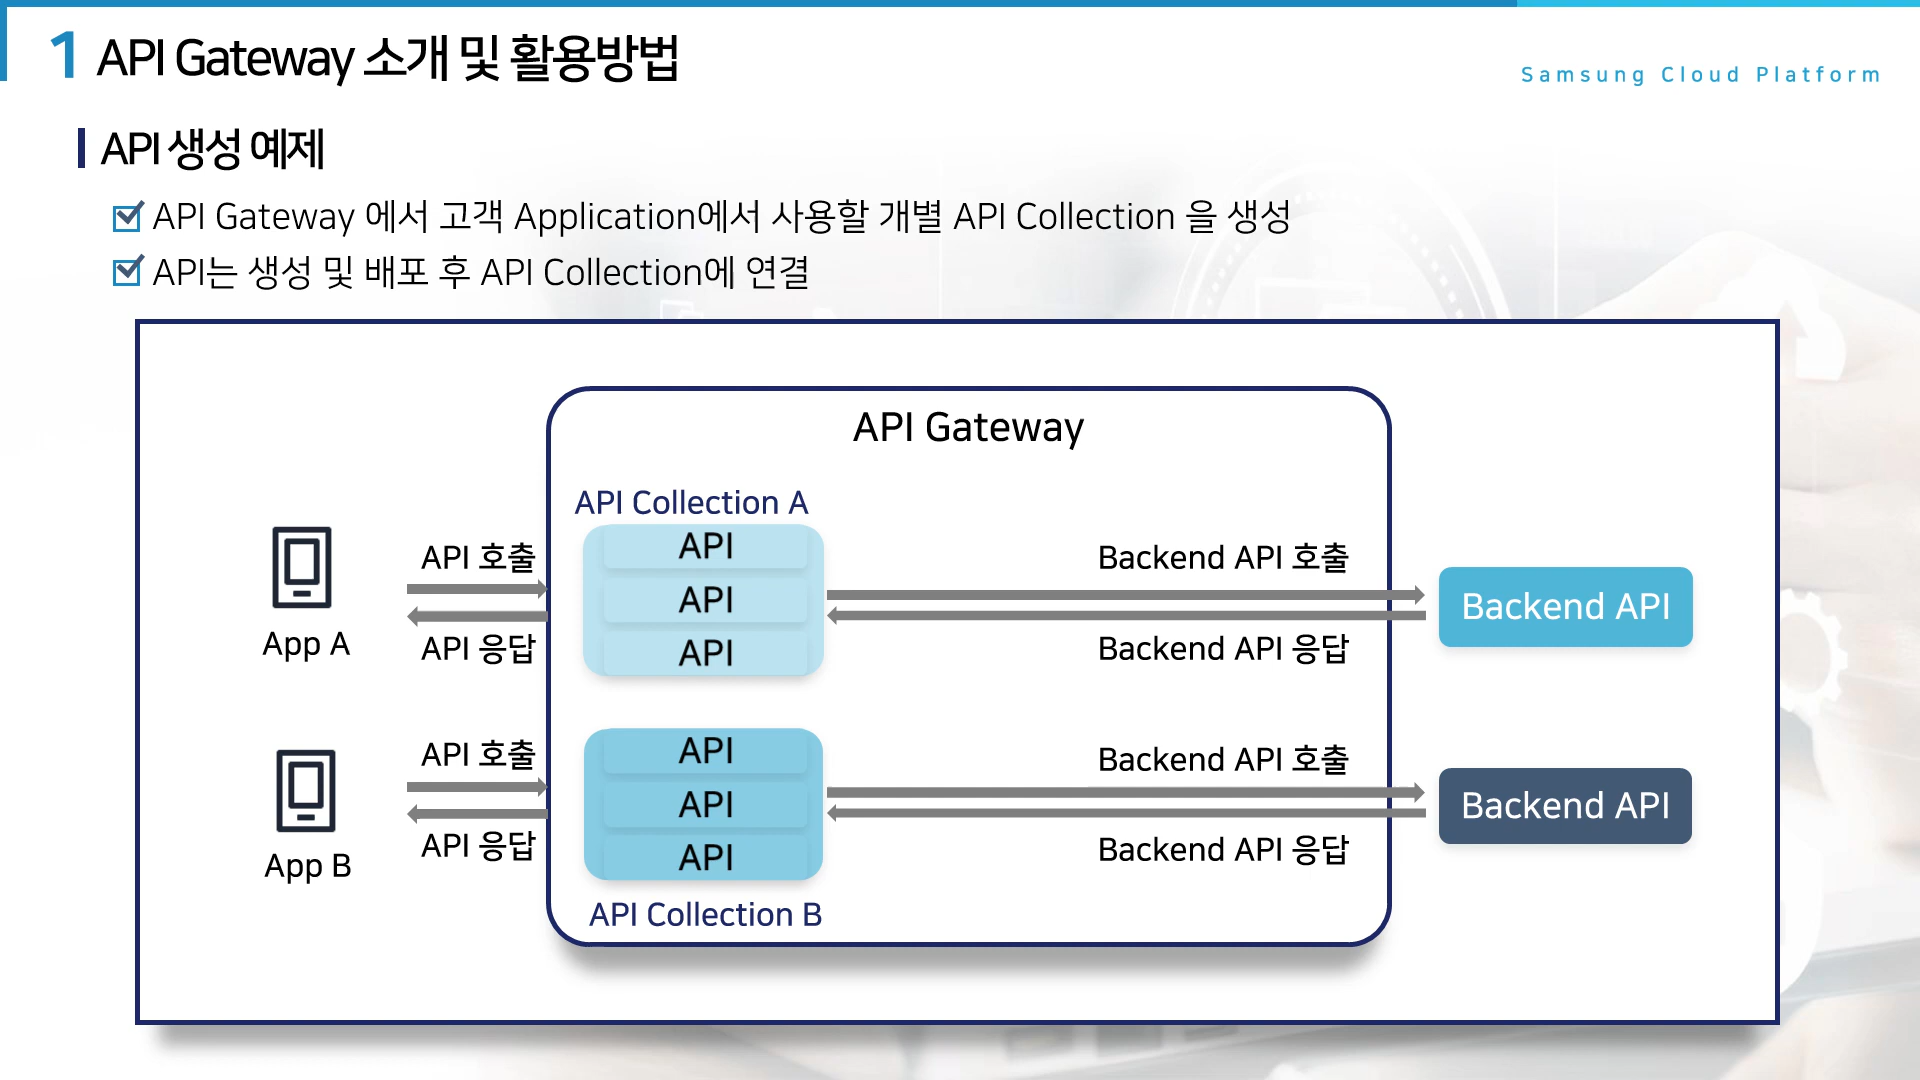 1 API Gateway 소개 및 활용방법
Samsung Cloud Platform
API 생성 예제
API Gateway 에서 고객 Application에서 사용할 개별 API Collection 을 생성
API는 생성 및 배포 후 API Collection에 연결
API Gateway
API Collection A
API
API
API
App A
API 호출
API 응답
Backend API 호출
Backend API 응답
Backend API
App B
API 호출
API 응답
API
API
API
API Collection B
Backend API 호출
Backend API 응답
Backend API